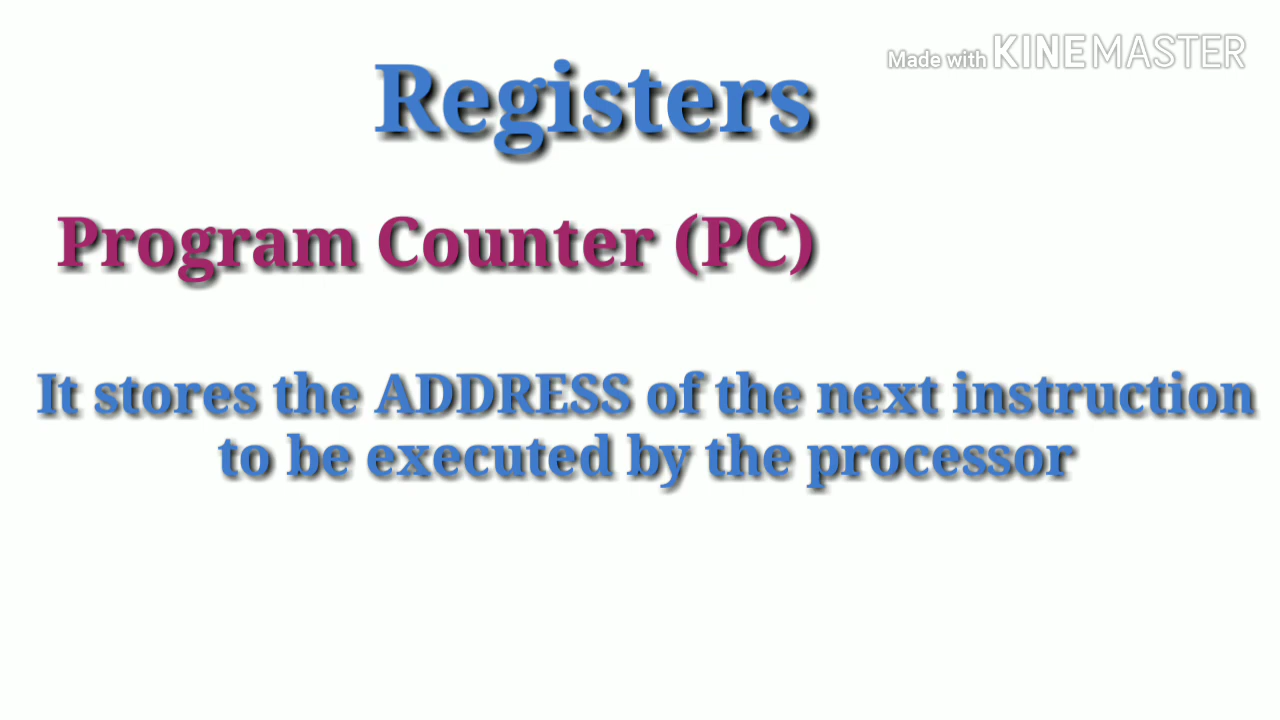 Made with KINEMASTER
Registers
Program Counter (PC)
It stores the ADDRESS of the next instruction
to be executed by the processor